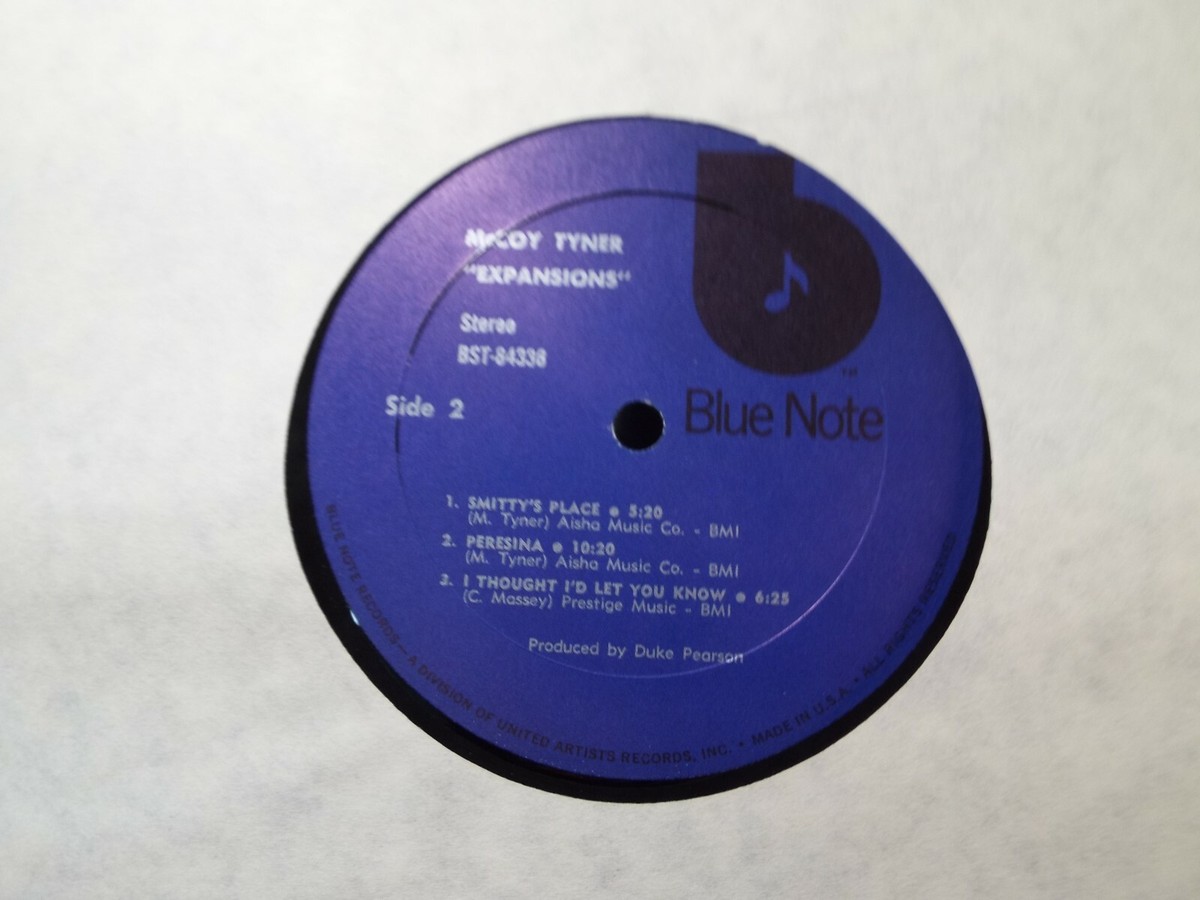 McCOY TYNER
"EXPANSIONS"
Stereo
BST-84338
Side 2
TM
Blue Note
1. SMITTY'S PLACE ● 5:20
(M. Tyner) Aisha Music Co. - BMI
2. PERESINA ● 10:20
(M. Tyner) Aisha Music Co. - BMI
3. I THOUGHT I'D LET YOU KNOW ● 6:25
(C. Massey) Prestige Music - BMI
Produced by Duke Pearson
BLUE NOTE RECORDS—A DIVISION OF UNITED ARTISTS RECORDS, INC. • MADE IN U.S.A. • ALL RIGHTS RESERVED